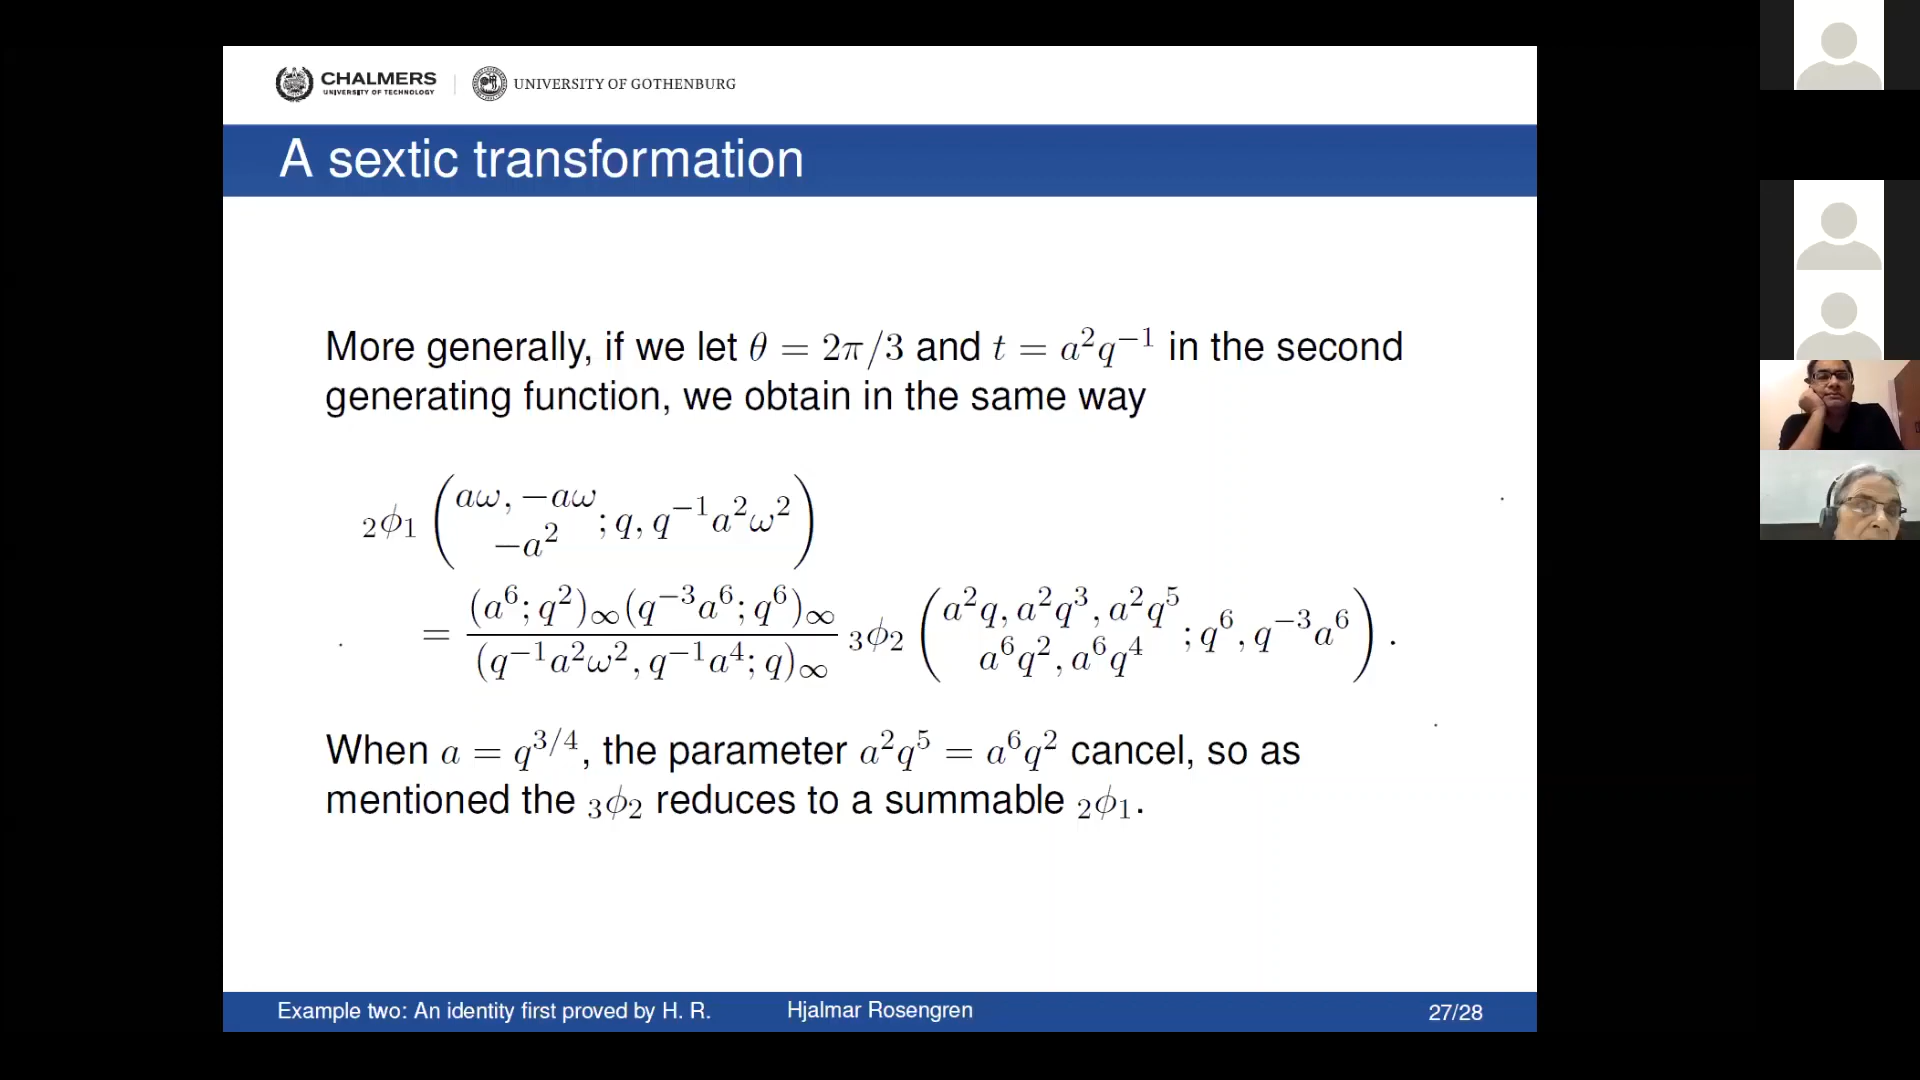 CHALMERS
UNIVERSITY OF TECHNOLOGY
UNIVERSITY OF GOTHENBURG
A sextic transformation
More generally, if we let θ = 2π/3 and t = a²q⁻¹ in the second
generating function, we obtain in the same way
₂ϕ₁ (aω, −aω / −a² ; q, q⁻¹a²ω²)
= (a⁶; q²)∞(q⁻³a⁶; q⁶)∞ / (q⁻¹a²ω², q⁻¹a⁴; q)∞ ₃ϕ₂ (a²q, a²q³, a²q⁵ / a⁶q², a⁶q⁴ ; q⁶, q⁻³a⁶) .
When a = q³ᐟ⁴, the parameter a²q⁵ = a⁶q² cancel, so as
mentioned the ₃ϕ₂ reduces to a summable ₂ϕ₁.
Example two: An identity first proved by H. R. Hjalmar Rosengren 27/28